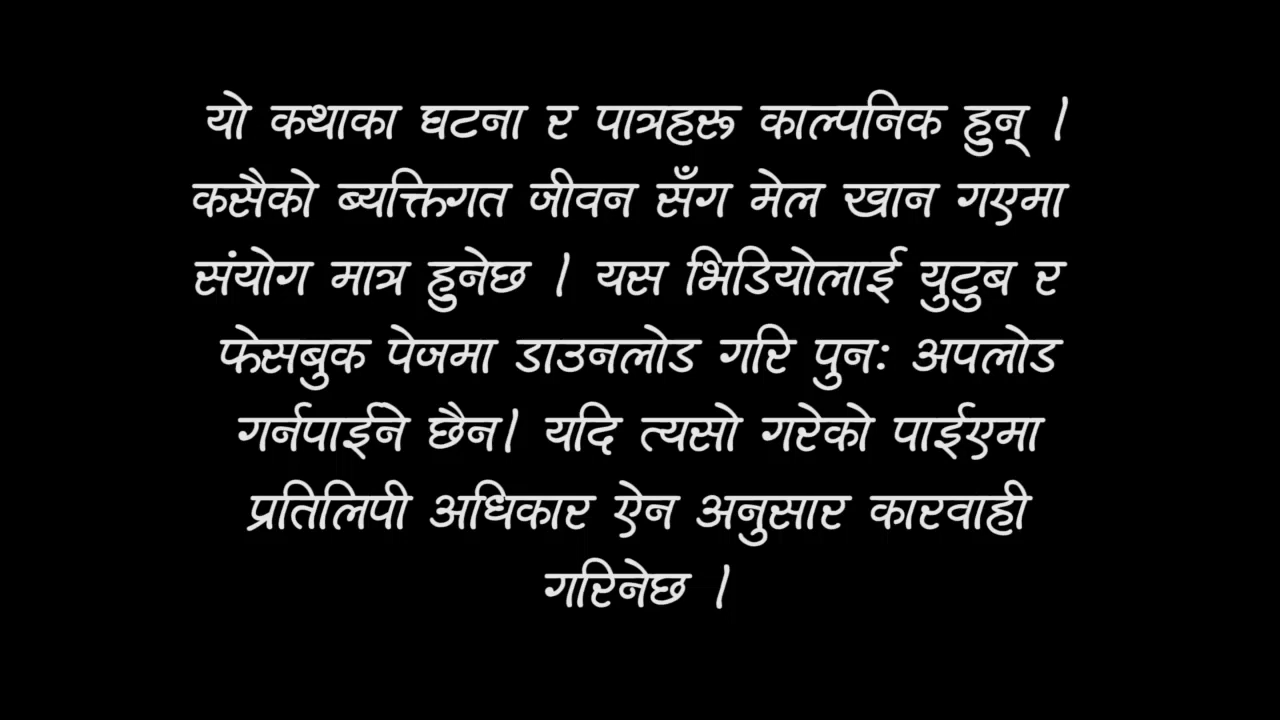 यो कथाका घटना र पात्रहरू काल्पनिक हुन् ।
कसैको ब्यक्तिगत जीवन सँग मेल खान गएमा
संयोग मात्र हुनेछ । यस भिडियोलाई युटुब र
फेसबुक पेजमा डाउनलोड गरि पुनः अपलोड
गर्नपाईने छैन। यदि त्यसो गरेको पाईएमा
प्रतिलिपी अधिकार ऐन अनुसार कारवाही
गरिनेछ ।